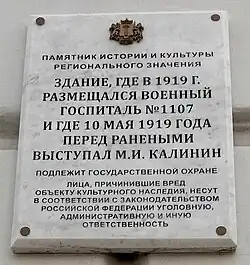 ПАМЯТНИК ИСТОРИИ И КУЛЬТУРЫ
РЕГИОНАЛЬНОГО ЗНАЧЕНИЯ
ЗДАНИЕ, ГДЕ В 1919 Г.
РАЗМЕЩАЛСЯ ВОЕННЫЙ
ГОСПИТАЛЬ №1107
И ГДЕ 10 МАЯ 1919 ГОДА
ПЕРЕД РАНЕНЫМИ
ВЫСТУПАЛ М.И. КАЛИНИН
ПОДЛЕЖИТ ГОСУДАРСТВЕННОЙ ОХРАНЕ
ЛИЦА, ПРИЧИНИВШИЕ ВРЕД
ОБЪЕКТУ КУЛЬТУРНОГО НАСЛЕДИЯ, НЕСУТ
В СООТВЕТСТВИИ С ЗАКОНОДАТЕЛЬСТВОМ
РОССИЙСКОЙ ФЕДЕРАЦИИ УГОЛОВНУЮ,
АДМИНИСТРАТИВНУЮ И ИНУЮ
ОТВЕТСТВЕННОСТЬ